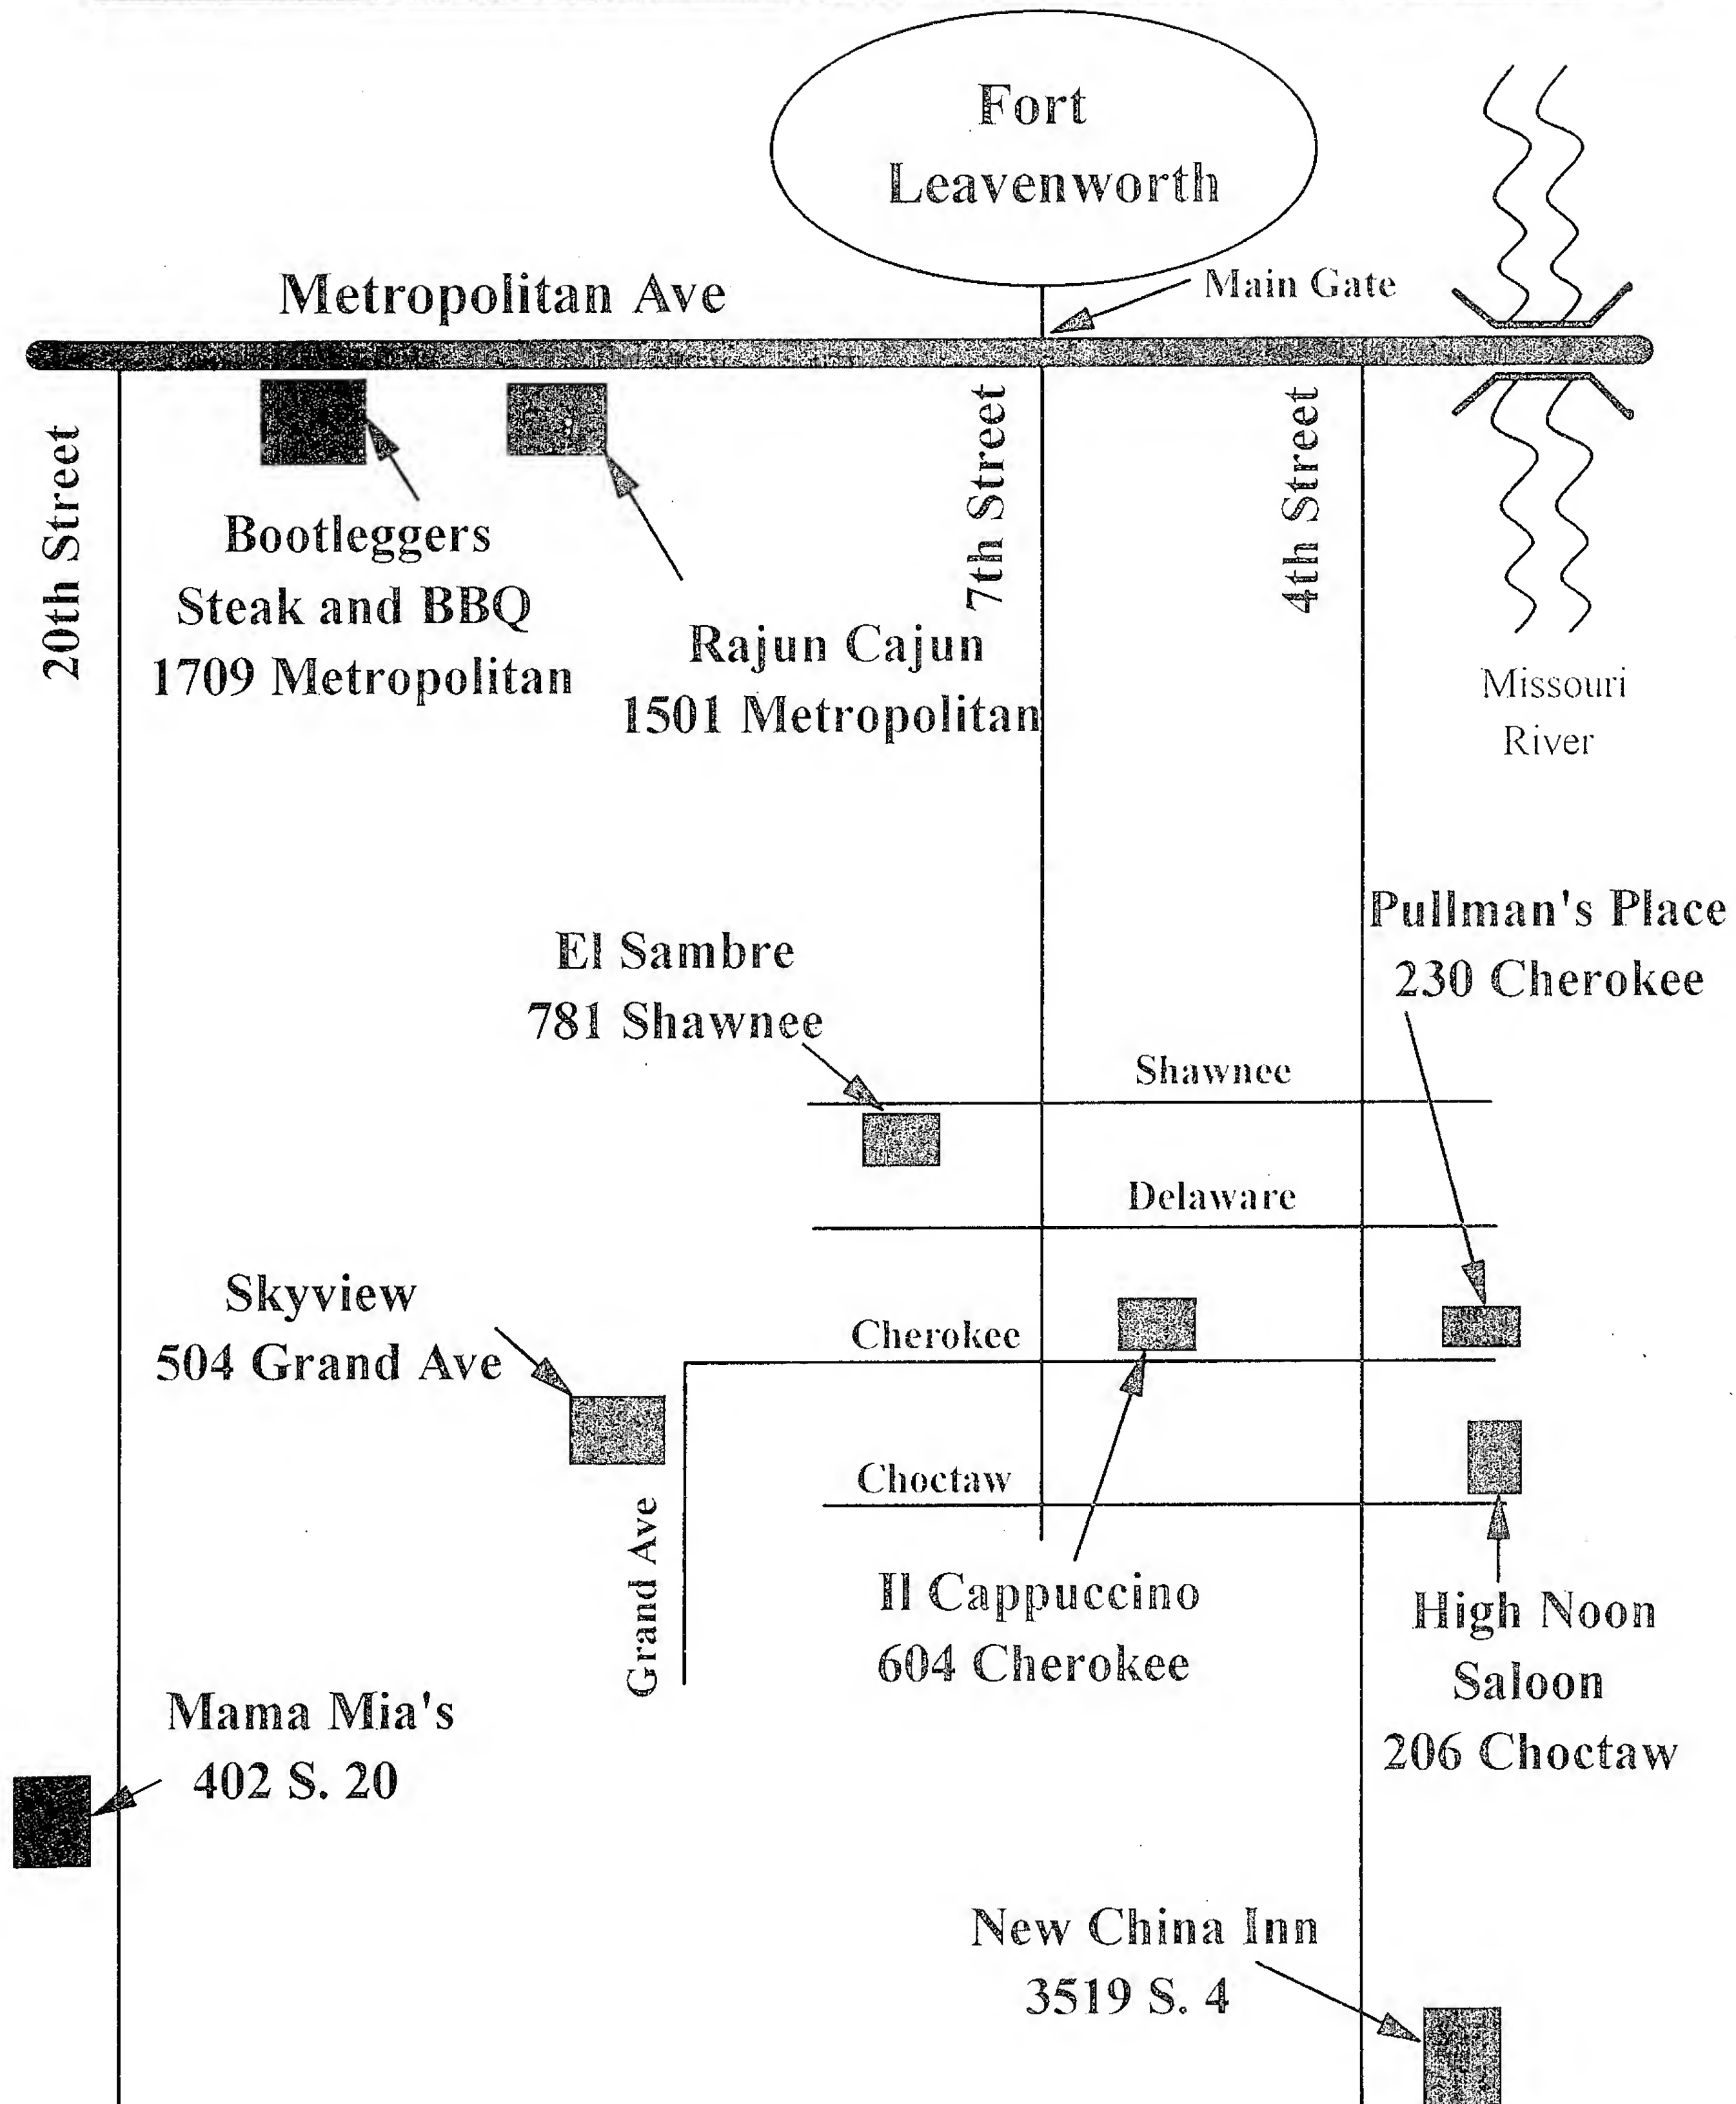 Fort
Leavenworth
Main Gate
Metropolitan Ave
20th Street
7th Street
4th Street
Bootleggers
Steak and BBQ
1709 Metropolitan
Rajun Cajun
1501 Metropolitan
Missouri
River
Pullman's Place
230 Cherokee
El Sambre
781 Shawnee
Shawnee
Delaware
Skyview
504 Grand Ave
Cherokee
Choctaw
Grand Ave
Il Cappuccino
604 Cherokee
High Noon
Saloon
206 Choctaw
Mama Mia's
402 S. 20
New China Inn
3519 S. 4